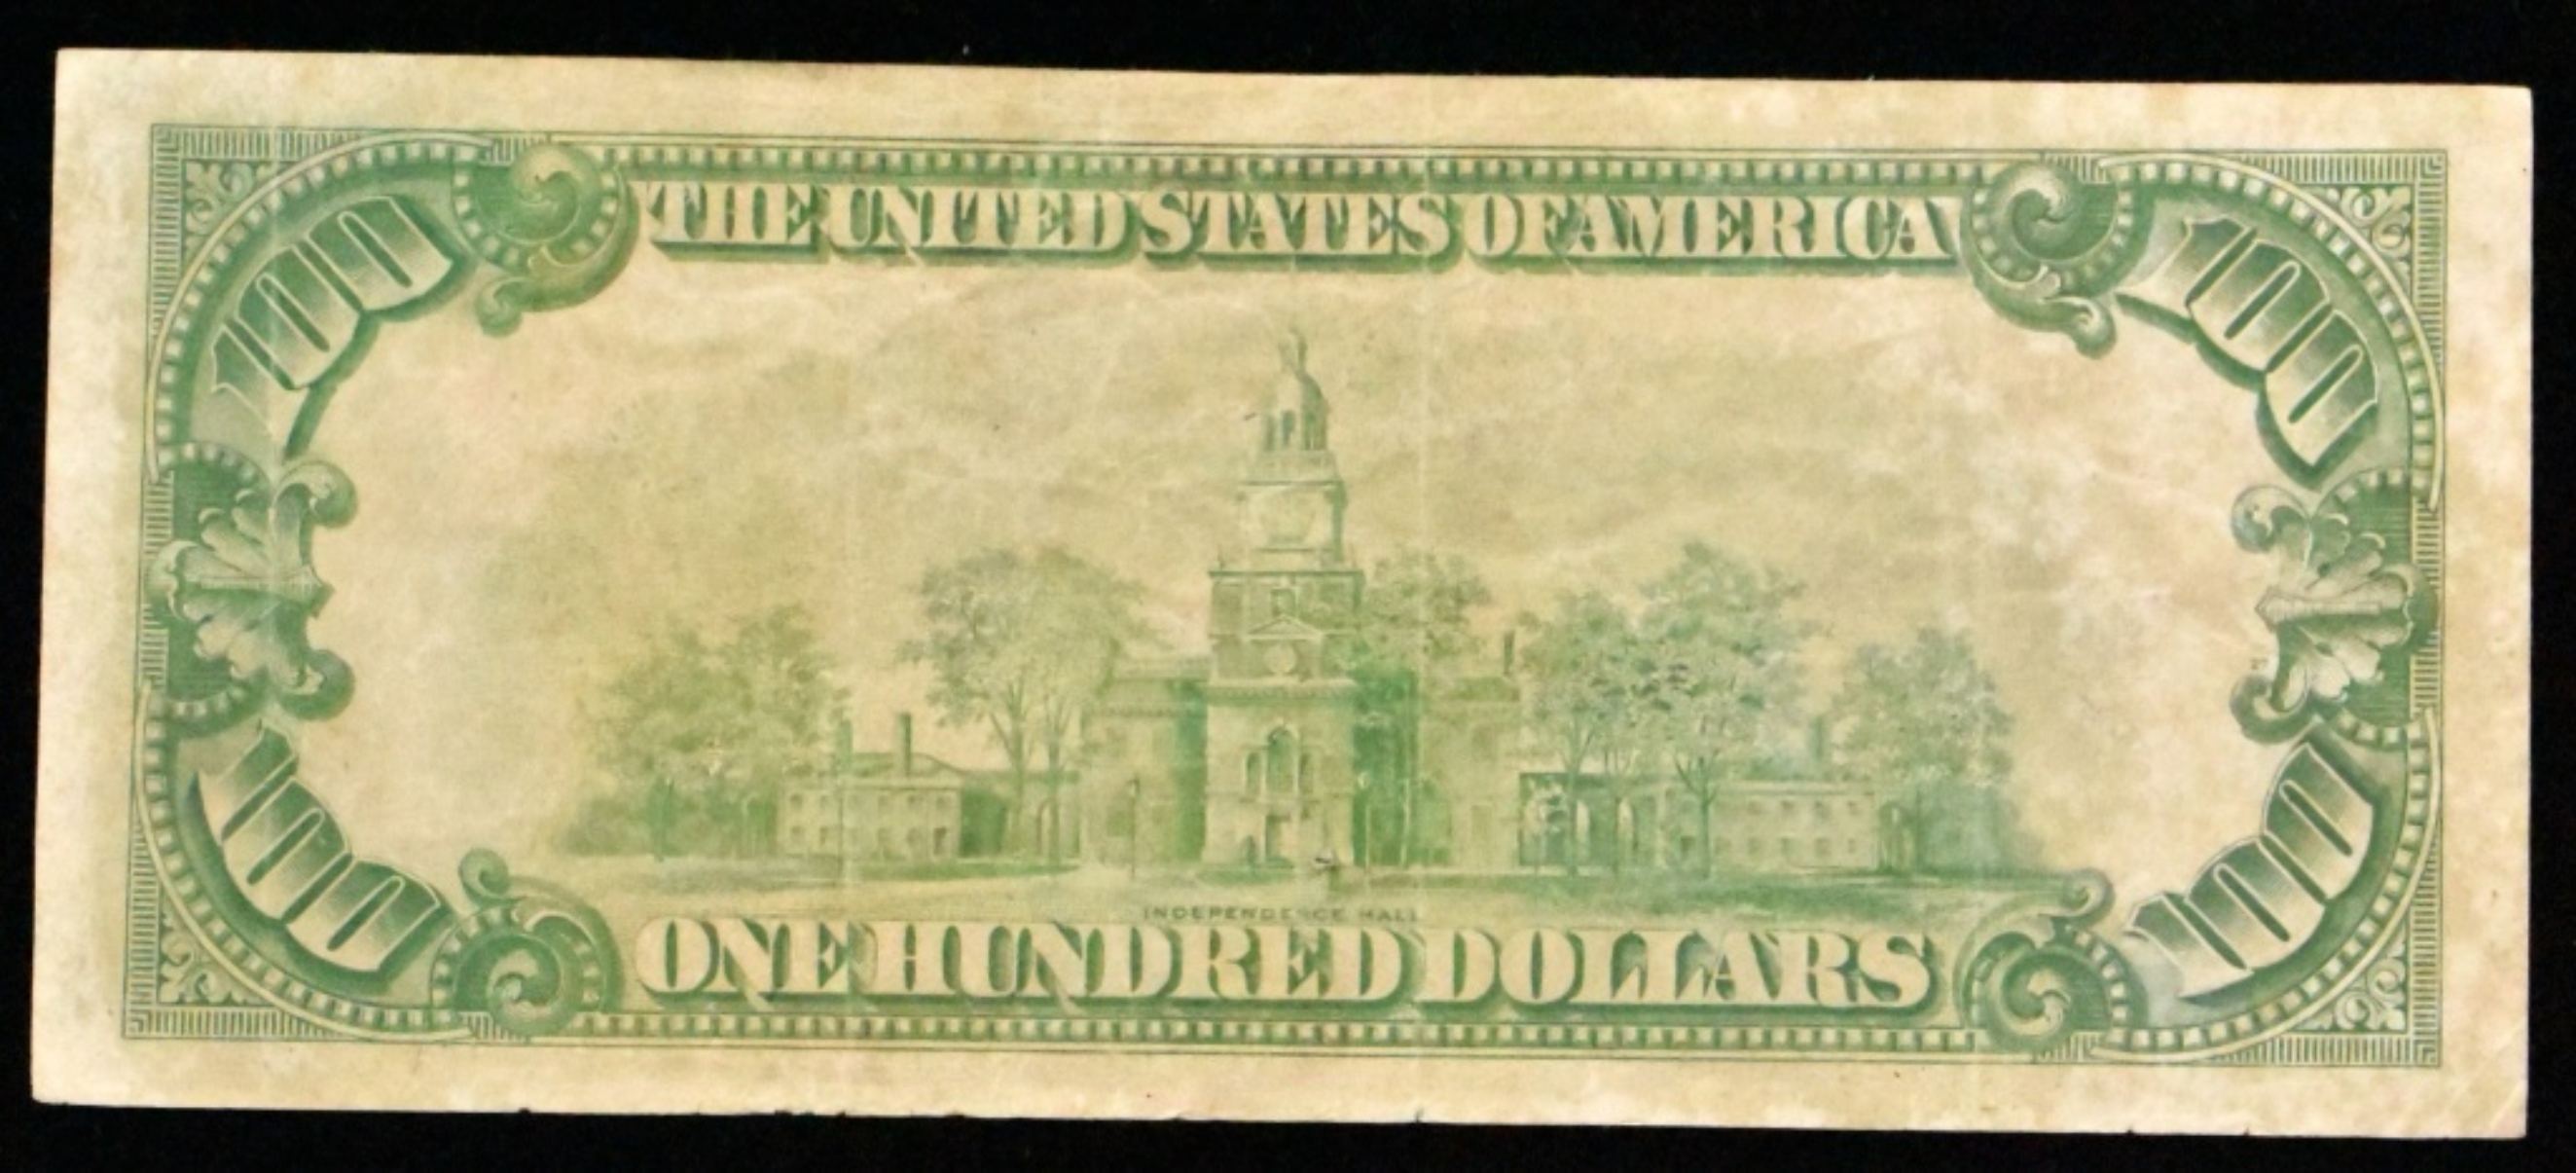 100 THE UNITED STATES OF AMERICA 100
INDEPENDENCE HALL
100 ONE HUNDRED DOLLARS 100